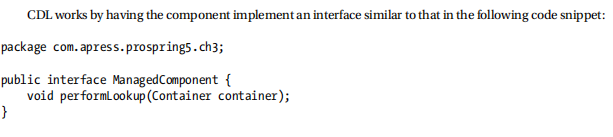 CDL works by having the component implement an interface similar to that in the following code snippet:
package com.apress.prospring5.ch3;
public interface ManagedComponent {
    void performLookup(Container container);
}